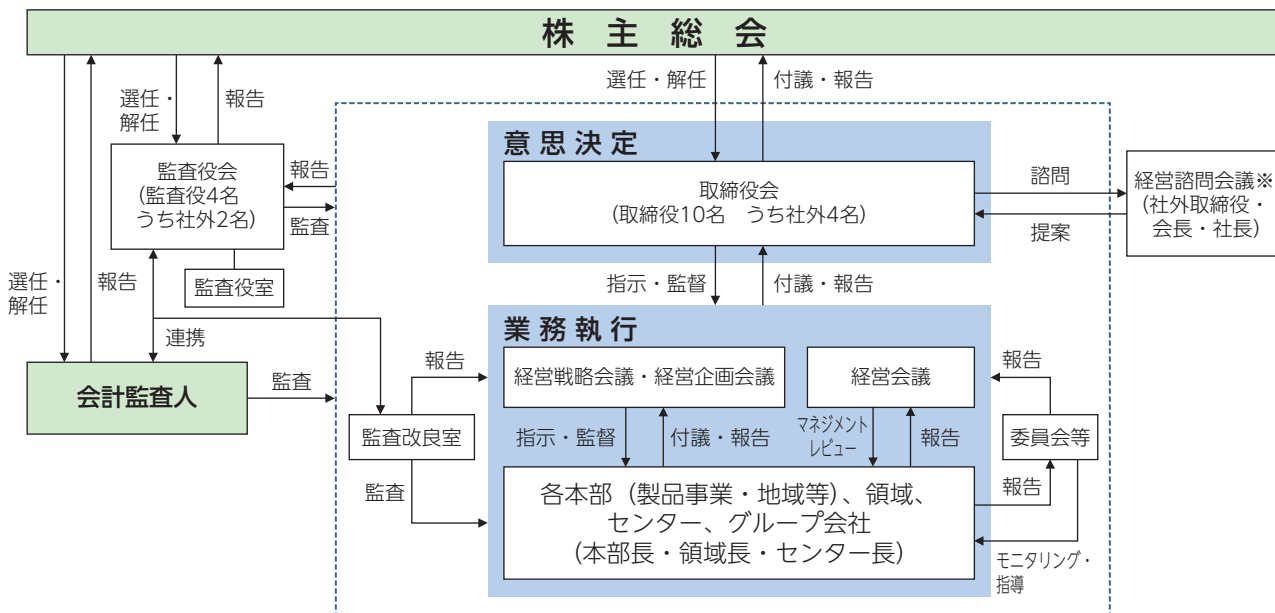 株主総会
選任・
解任
報告
選任・解任
付議・報告
監査役会
(監査役4名
うち社外2名)
報告
監査
監査役室
選任・
解任
報告
連携
意思決定
取締役会
(取締役10名　うち社外4名)
諮問
提案
経営諮問会議※
(社外取締役・
会長・社長)
指示・監督
付議・報告
会計監査人
監査
業務執行
報告
経営戦略会議・経営企画会議
経営会議
報告
監査改良室
指示・監督
付議・報告
マネジメント
レビュー
報告
委員会等
監査
報告
各本部（製品事業・地域等）、領域、
センター、グループ会社
（本部長・領域長・センター長）
モニタリング・
指導